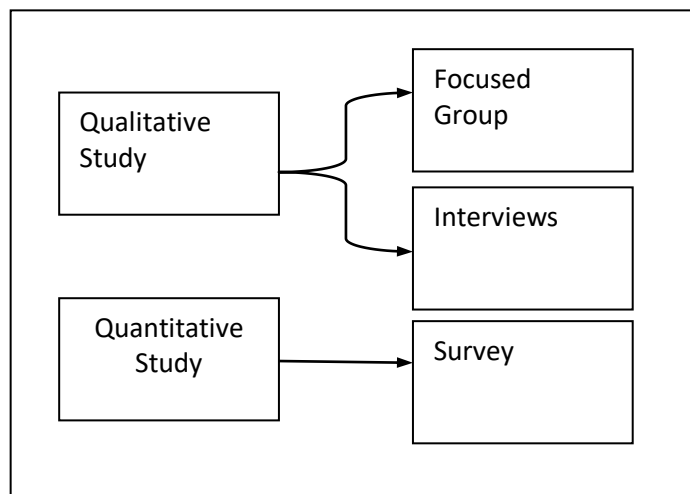 Qualitative
Study
Focused
Group
Interviews
Quantitative
Study
Survey